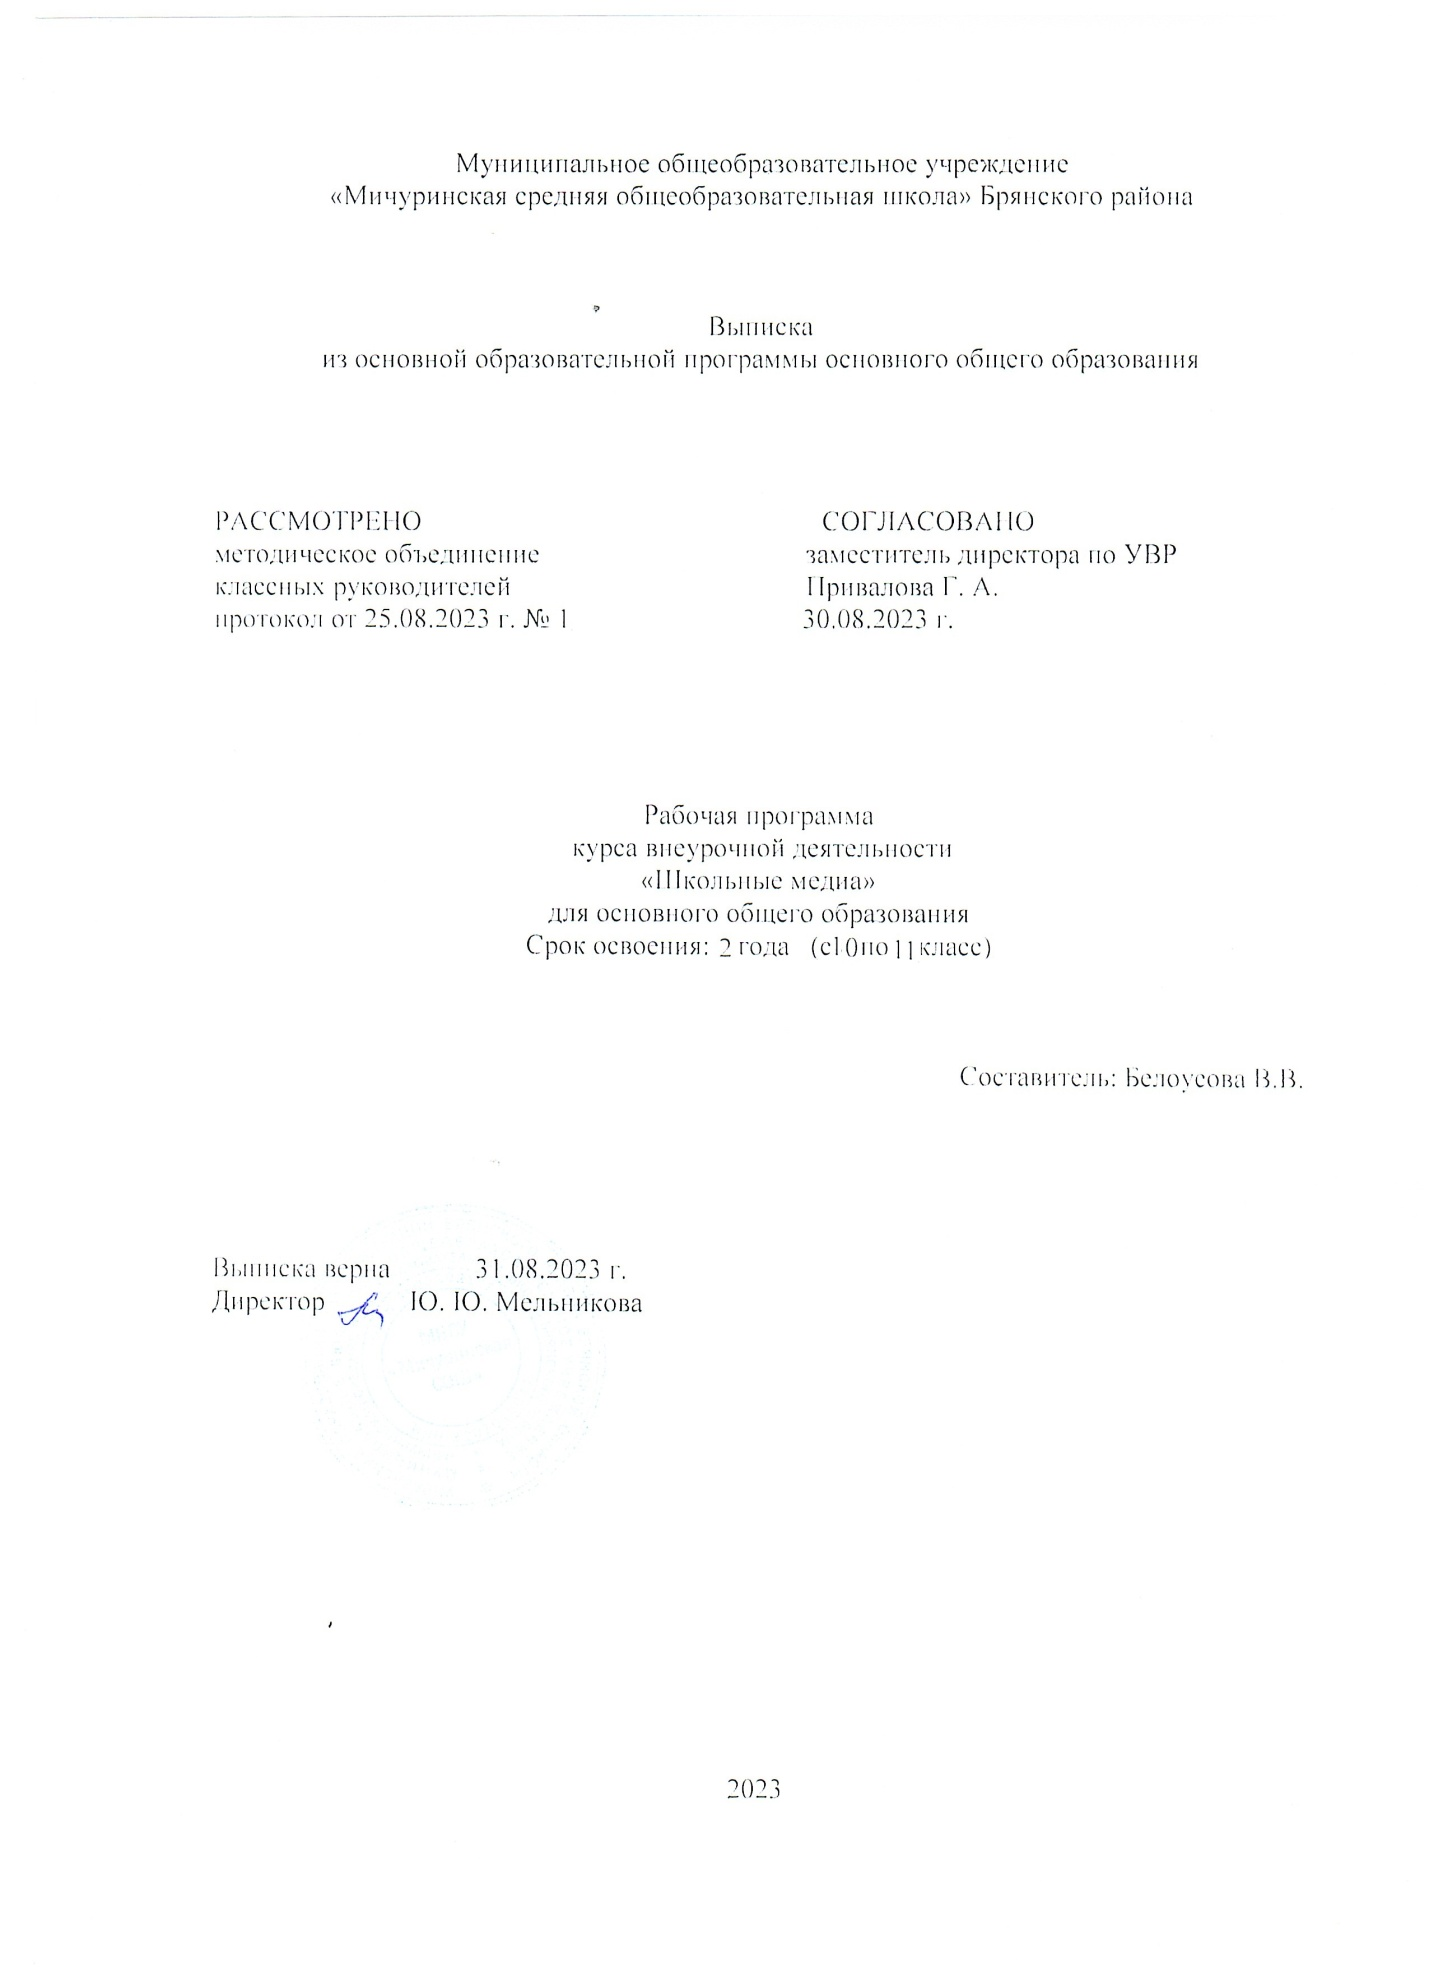 Муниципальное общеобразовательное учреждение
«Мичуринская средняя общеобразовательная школа» Брянского района
Выписка
из основной образовательной программы основного общего образования
РАССМОТРЕНО
методическое объединение
классных руководителей
протокол от 25.08.2023 г. № 1
СОГЛАСОВАНО
заместитель директора по УВР
Привалова Г. А.
30.08.2023 г.
Рабочая программа
курса внеурочной деятельности
«Школьные медиа»
для основного общего образования
Срок освоения: 2 года (с10по 11класс)
Составитель: Белоусова В.В.
Выписка верна 31.08.2023 г.
Директор Ю. Ю. Мельникова
2023